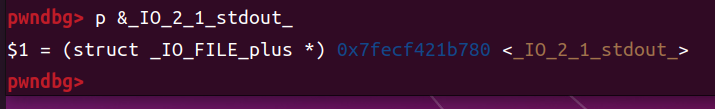 pwndbg> p &_IO_2_1_stdout_
$1 = (struct _IO_FILE_plus *) 0x7fecf421b780 <_IO_2_1_stdout_>
pwndbg>